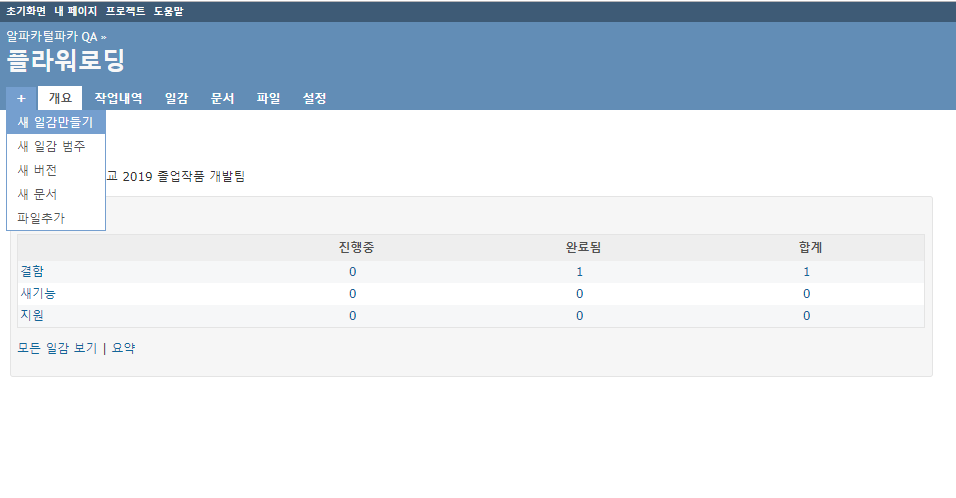 초기화면 내 페이지 프로젝트 도움말
알파카털파카 QA »
플라워로딩
+ 개요 작업내역 일감 문서 파일 설정
새 일감만들기
새 일감 범주
새 버전
교 2019 졸업작품 개발팀
새 문서
파일추가
진행중 완료됨 합계
결함 0 1 1
새기능 0 0 0
지원 0 0 0
모든 일감 보기 | 요약